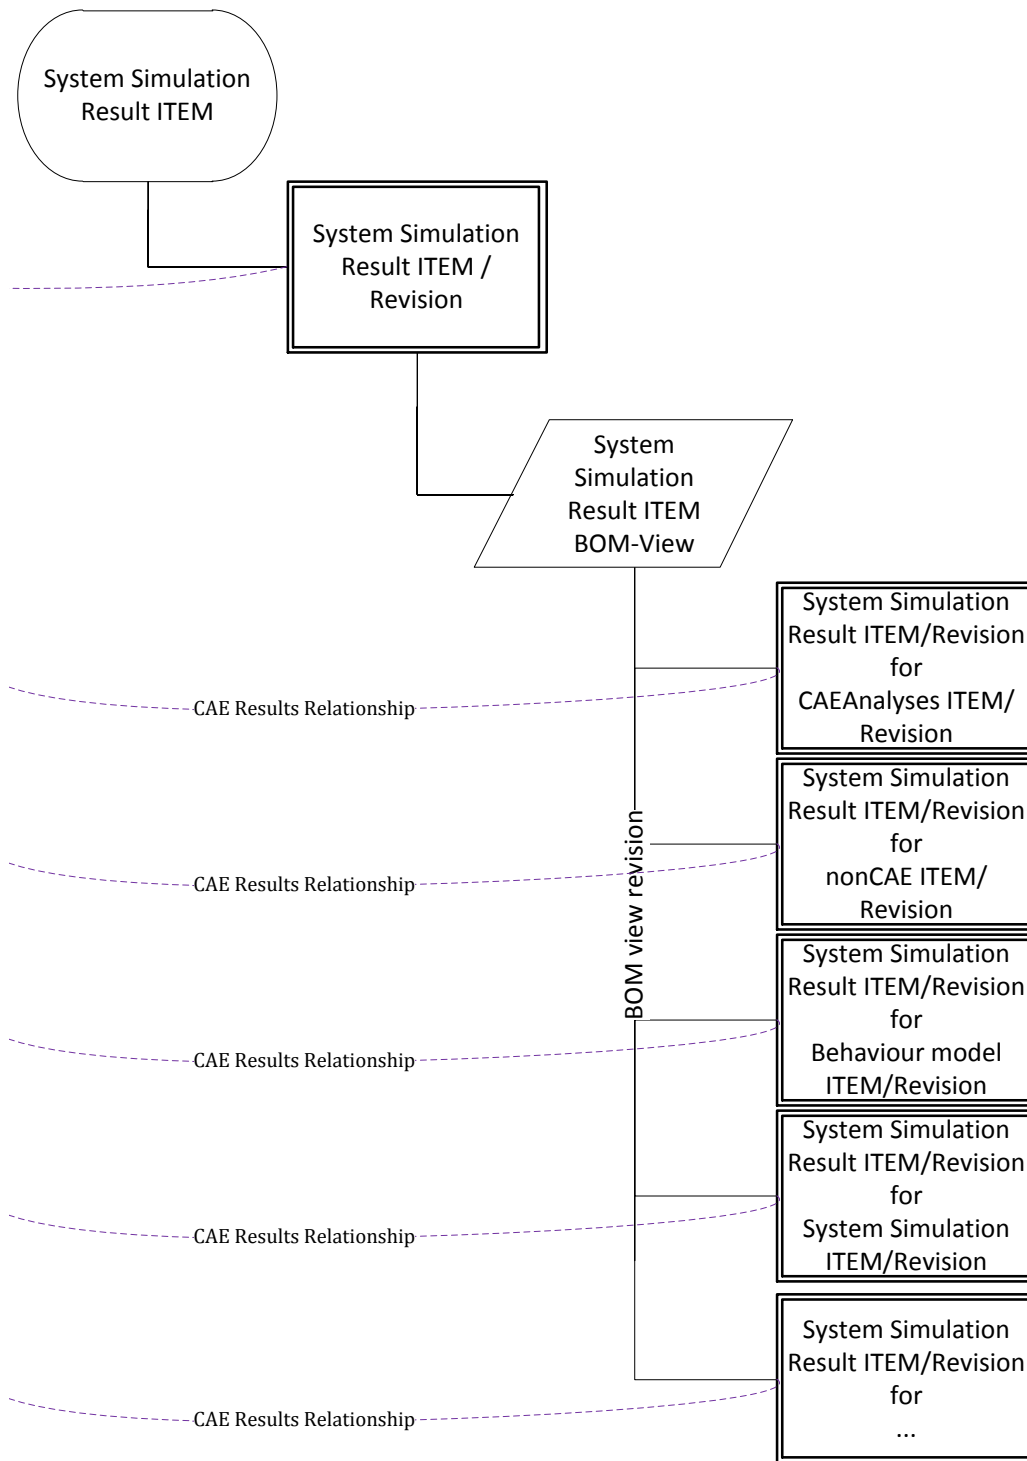 System Simulation
Result ITEM
System Simulation
Result ITEM /
Revision
System
Simulation
Result ITEM
BOM-View
System Simulation
Result ITEM/Revision
for
CAEAnalyses ITEM/
Revision
CAE Results Relationship
System Simulation
Result ITEM/Revision
for
nonCAE ITEM/
Revision
CAE Results Relationship
BOM view revision
System Simulation
Result ITEM/Revision
for
Behaviour model
ITEM/Revision
CAE Results Relationship
System Simulation
Result ITEM/Revision
for
System Simulation
ITEM/Revision
CAE Results Relationship
System Simulation
Result ITEM/Revision
for
...
CAE Results Relationship